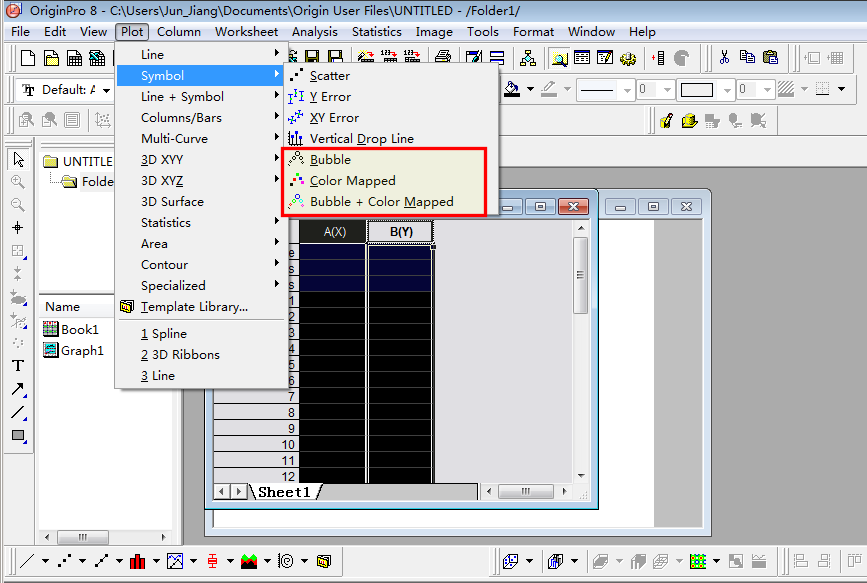 OriginPro 8 - C:\Users\Jun_Jiang\Documents\Origin User Files\UNTITLED - /Folder1/
File Edit View Plot Column Worksheet Analysis Statistics Image Tools Format Window Help
Default: A
0
0
Line
Symbol
Line + Symbol
Columns/Bars
Multi-Curve
3D XYY
3D XYZ
3D Surface
Statistics
Area
Contour
Specialized
Template Library...
1 Spline
2 3D Ribbons
3 Line
Scatter
Y Error
XY Error
Vertical Drop Line
Bubble
Color Mapped
Bubble + Color Mapped
UNTITLE
Folde
Name
Book1
Graph1
A(X) B(Y)
e
s
s
1
2
3
4
5
6
7
8
9
10
11
12
Sheet1